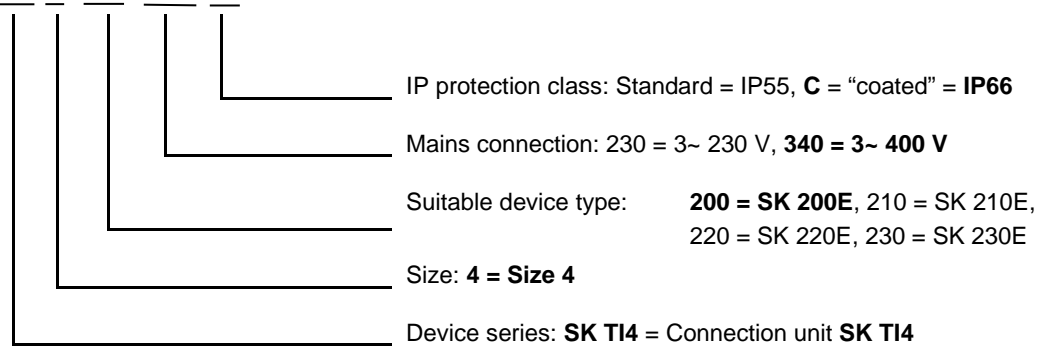 IP protection class: Standard = IP55, C = “coated” = IP66
Mains connection: 230 = 3~ 230 V, 340 = 3~ 400 V
Suitable device type: 200 = SK 200E, 210 = SK 210E,
220 = SK 220E, 230 = SK 230E
Size: 4 = Size 4
Device series: SK TI4 = Connection unit SK TI4